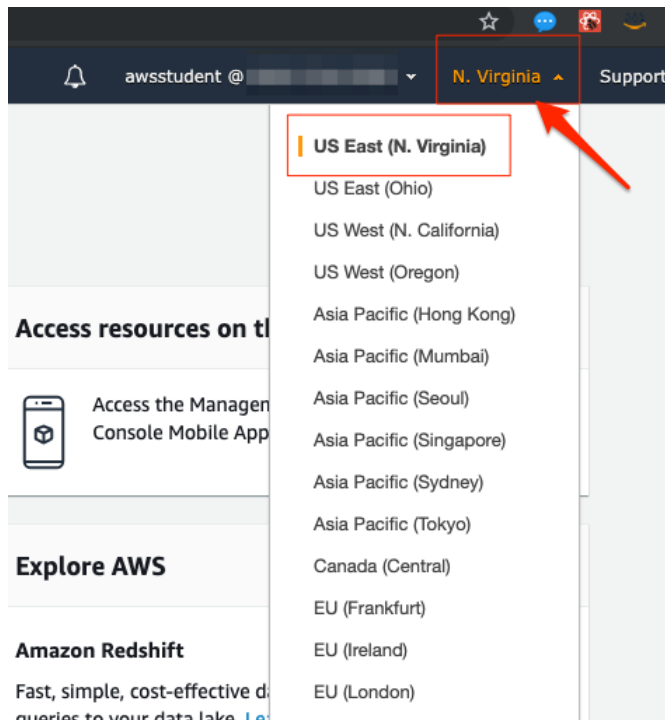 awsstudent @
N. Virginia
Support
US East (N. Virginia)
US East (Ohio)
US West (N. California)
US West (Oregon)
Asia Pacific (Hong Kong)
Asia Pacific (Mumbai)
Asia Pacific (Seoul)
Asia Pacific (Singapore)
Asia Pacific (Sydney)
Asia Pacific (Tokyo)
Canada (Central)
EU (Frankfurt)
EU (Ireland)
EU (London)
Access resources on
Access the
Console Mobile App
Explore AWS
Amazon Redshift
Fast, simple, cost-effective
queries to your data lake.